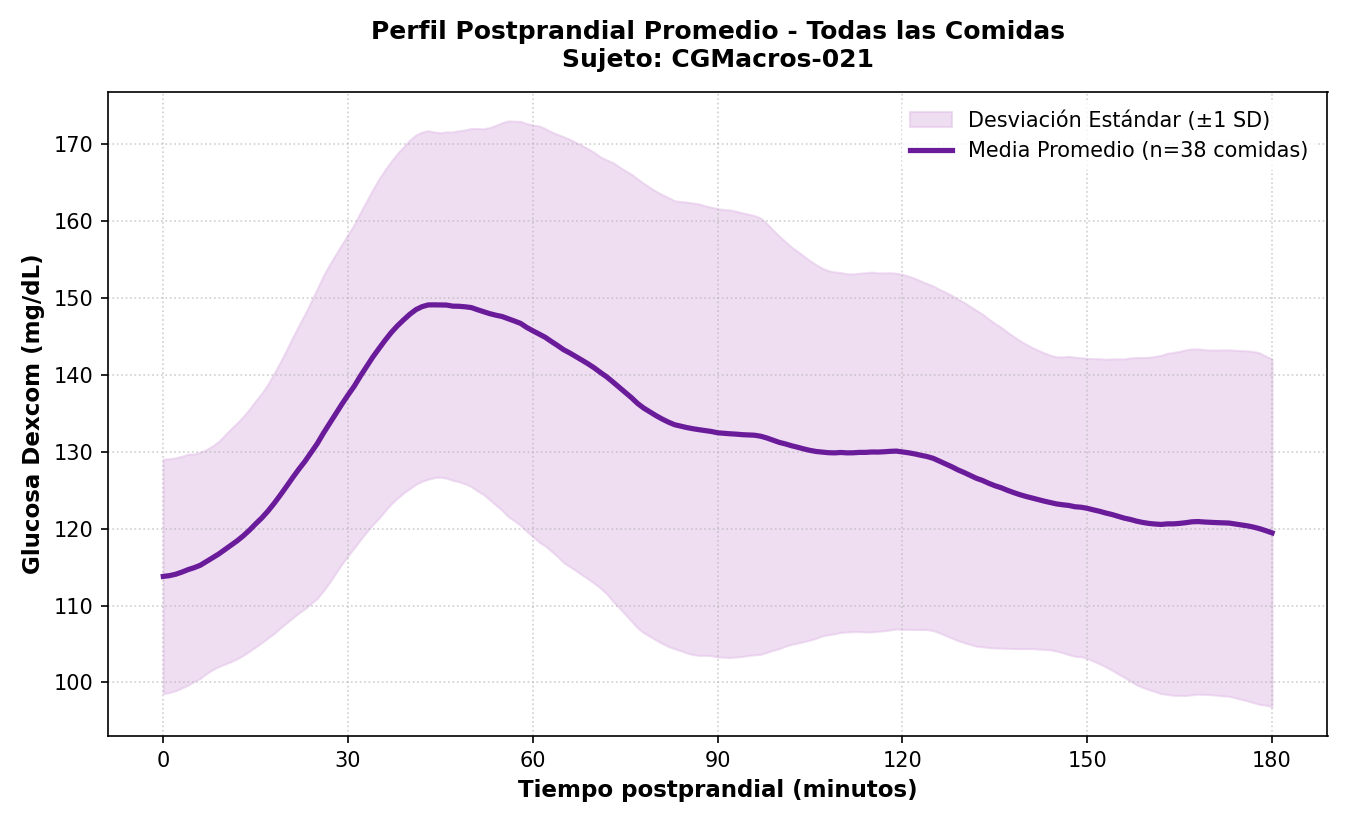 Perfil Postprandial Promedio - Todas las Comidas
Sujeto: CGMacros-021
Desviación Estándar (±1 SD)
Media Promedio (n=38 comidas)
Glucosa Dexcom (mg/dL)
170
160
150
140
130
120
110
100
0 30 60 90 120 150 180
Tiempo postprandial (minutos)